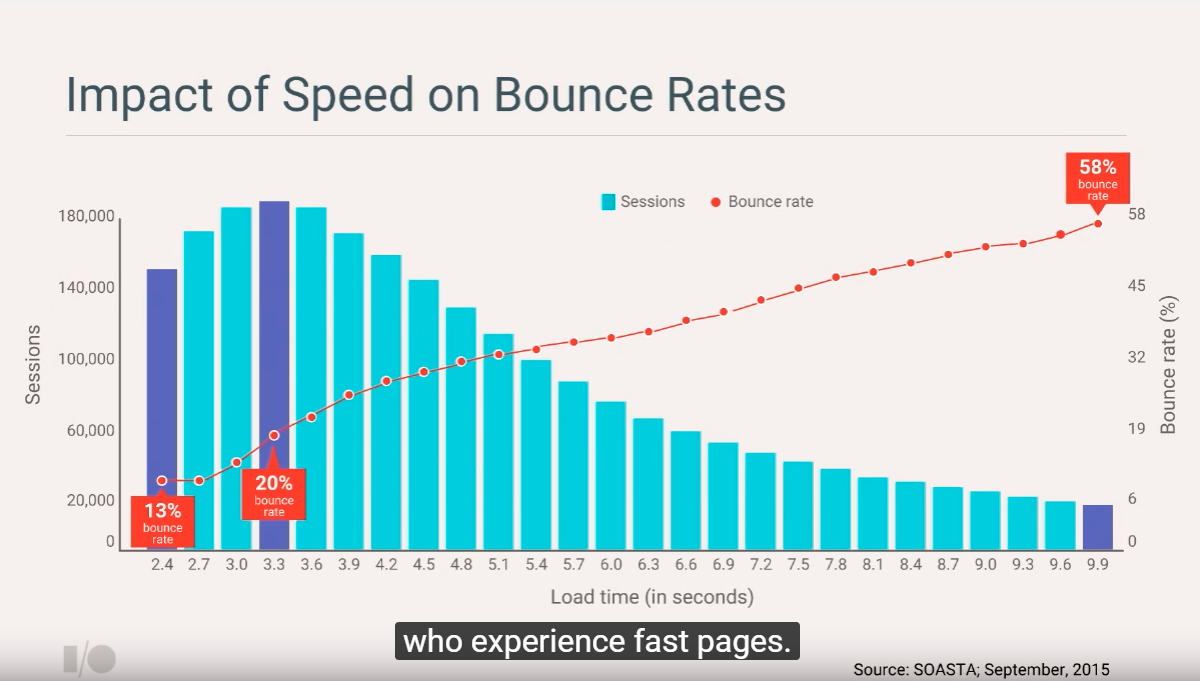 Impact of Speed on Bounce Rates
58%
bounce
rate
Sessions
Bounce rate
180,000
140,000
100,000
60,000
20,000
0
Sessions
58
45
32
19
6
0
Bounce rate (%)
13%
bounce
rate
20%
bounce
rate
2.4 2.7 3.0 3.3 3.6 3.9 4.2 4.5 4.8 5.1 5.4 5.7 6.0 6.3 6.6 6.9 7.2 7.5 7.8 8.1 8.4 8.7 9.0 9.3 9.6 9.9
Load time (in seconds)
who experience fast pages.
I/O
Source: SOASTA; September, 2015